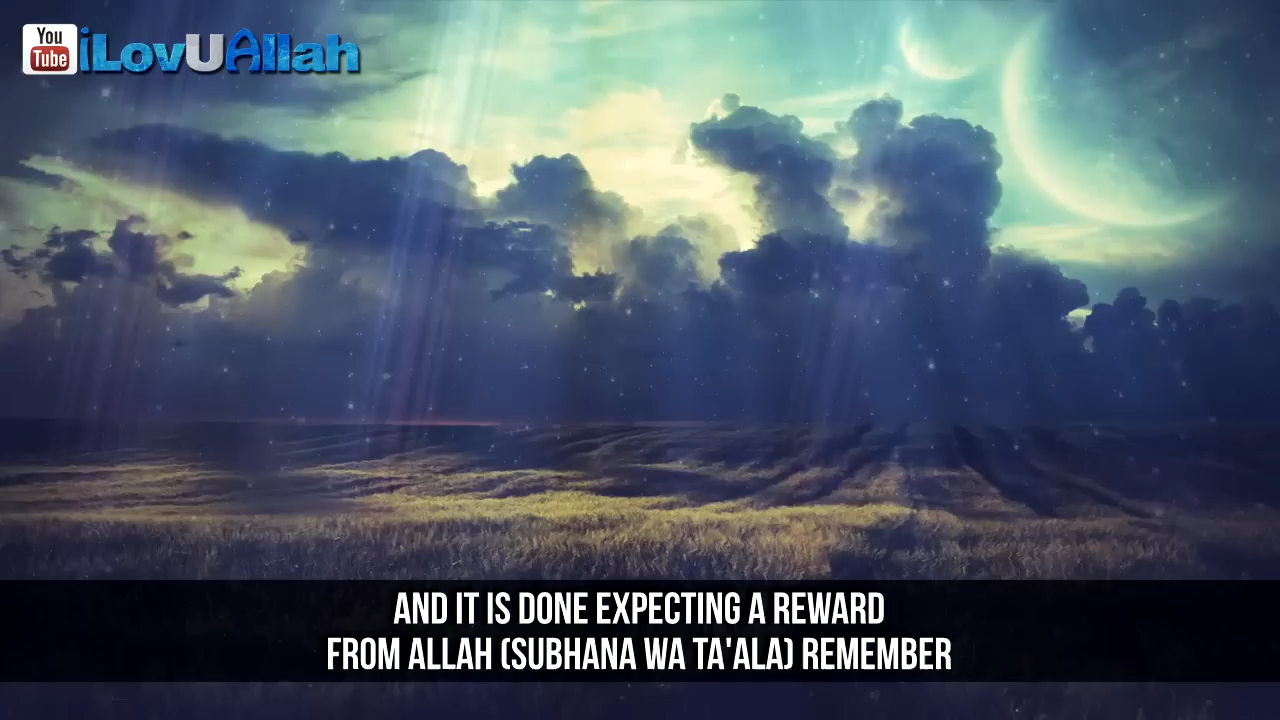 You
Tube iLovUAllah
AND IT IS DONE EXPECTING A REWARD
FROM ALLAH (SUBHANA WA TA'ALA) REMEMBER